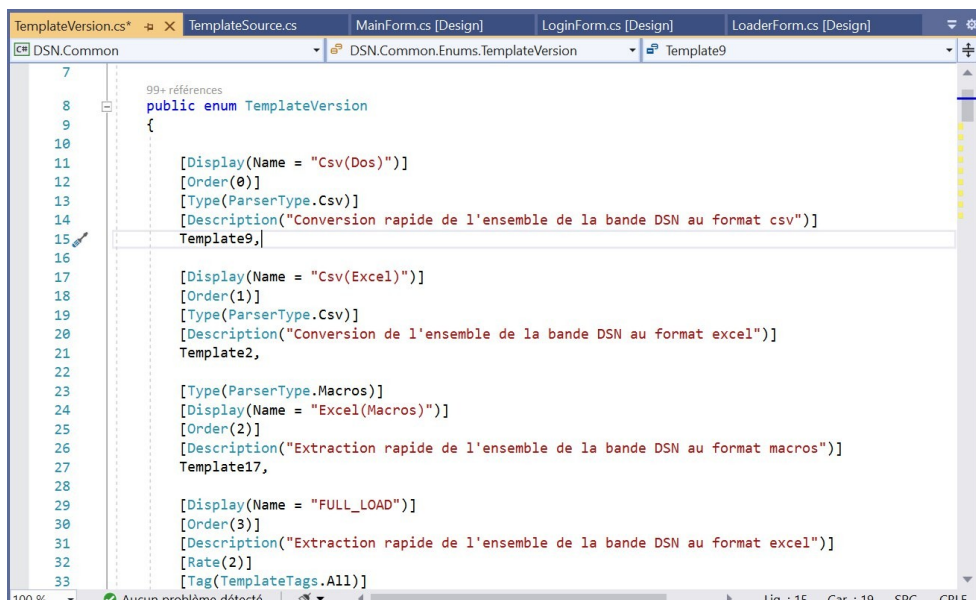 TemplateVersion.cs* TemplateSource.cs MainForm.cs [Design] LoginForm.cs [Design] LoaderForm.cs [Design]
C# DSN.Common DSN.Common.Enums.TemplateVersion Template9
7
99+ références
8 public enum TemplateVersion
9 {
10
11 [Display(Name = "Csv(Dos)")]
12 [Order(0)]
13 [Type(ParserType.Csv)]
14 [Description("Conversion rapide de l'ensemble de la bande DSN au format csv")]
15 Template9,
16
17 [Display(Name = "Csv(Excel)")]
18 [Order(1)]
19 [Type(ParserType.Csv)]
20 [Description("Conversion de l'ensemble de la bande DSN au format excel")]
21 Template2,
22
23 [Type(ParserType.Macros)]
24 [Display(Name = "Excel(Macros)")]
25 [Order(2)]
26 [Description("Extraction rapide de l'ensemble de la bande DSN au format macros")]
27 Template17,
28
29 [Display(Name = "FULL_LOAD")]
30 [Order(3)]
31 [Description("Extraction rapide de l'ensemble de la bande DSN au format excel")]
32 [Rate(2)]
33 [Tag(TemplateTags.All)]
100 % Aucun problème détecté Lig. : 15 Car. : 19 SPC CRLF